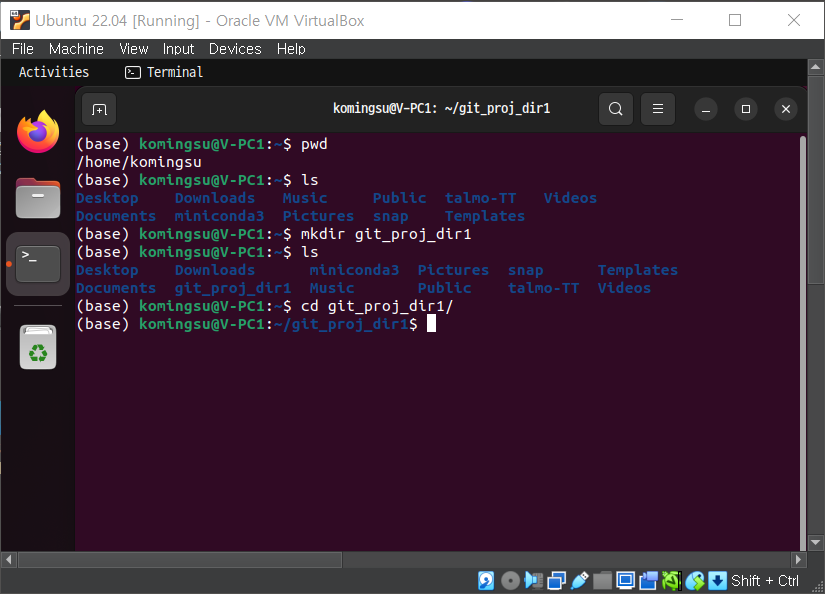 Ubuntu 22.04 [Running] - Oracle VM VirtualBox
File Machine View Input Devices Help
Activities Terminal
komingsu@V-PC1: ~/git_proj_dir1
(base) komingsu@V-PC1:~$ pwd
/home/komingsu
(base) komingsu@V-PC1:~$ ls
Desktop Downloads Music Public talmo-TT Videos
Documents miniconda3 Pictures snap Templates
(base) komingsu@V-PC1:~$ mkdir git_proj_dir1
(base) komingsu@V-PC1:~$ ls
Desktop Downloads miniconda3 Pictures snap Templates
Documents git_proj_dir1 Music Public talmo-TT Videos
(base) komingsu@V-PC1:~$ cd git_proj_dir1/
(base) komingsu@V-PC1:~/git_proj_dir1$
Shift + Ctrl